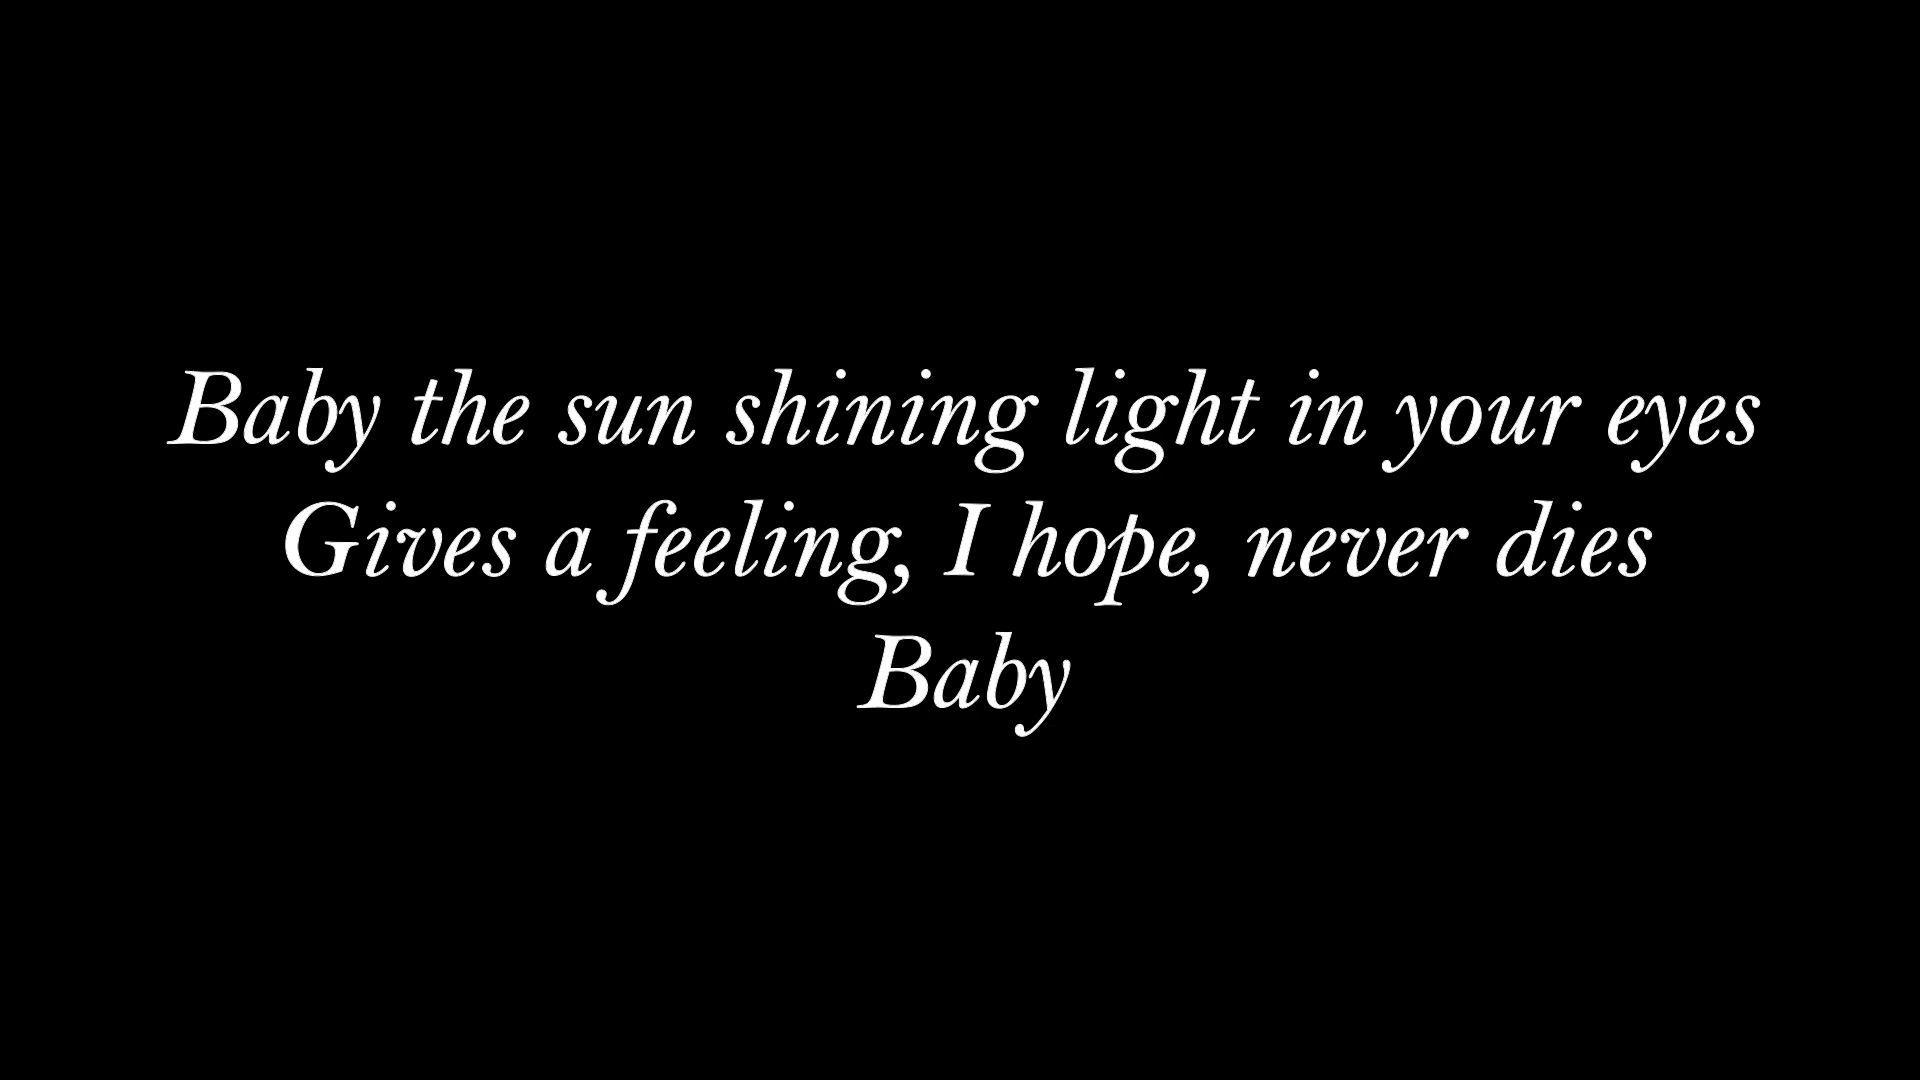 Baby the sun shining light in your eyes
Gives a feeling, I hope, never dies
Baby